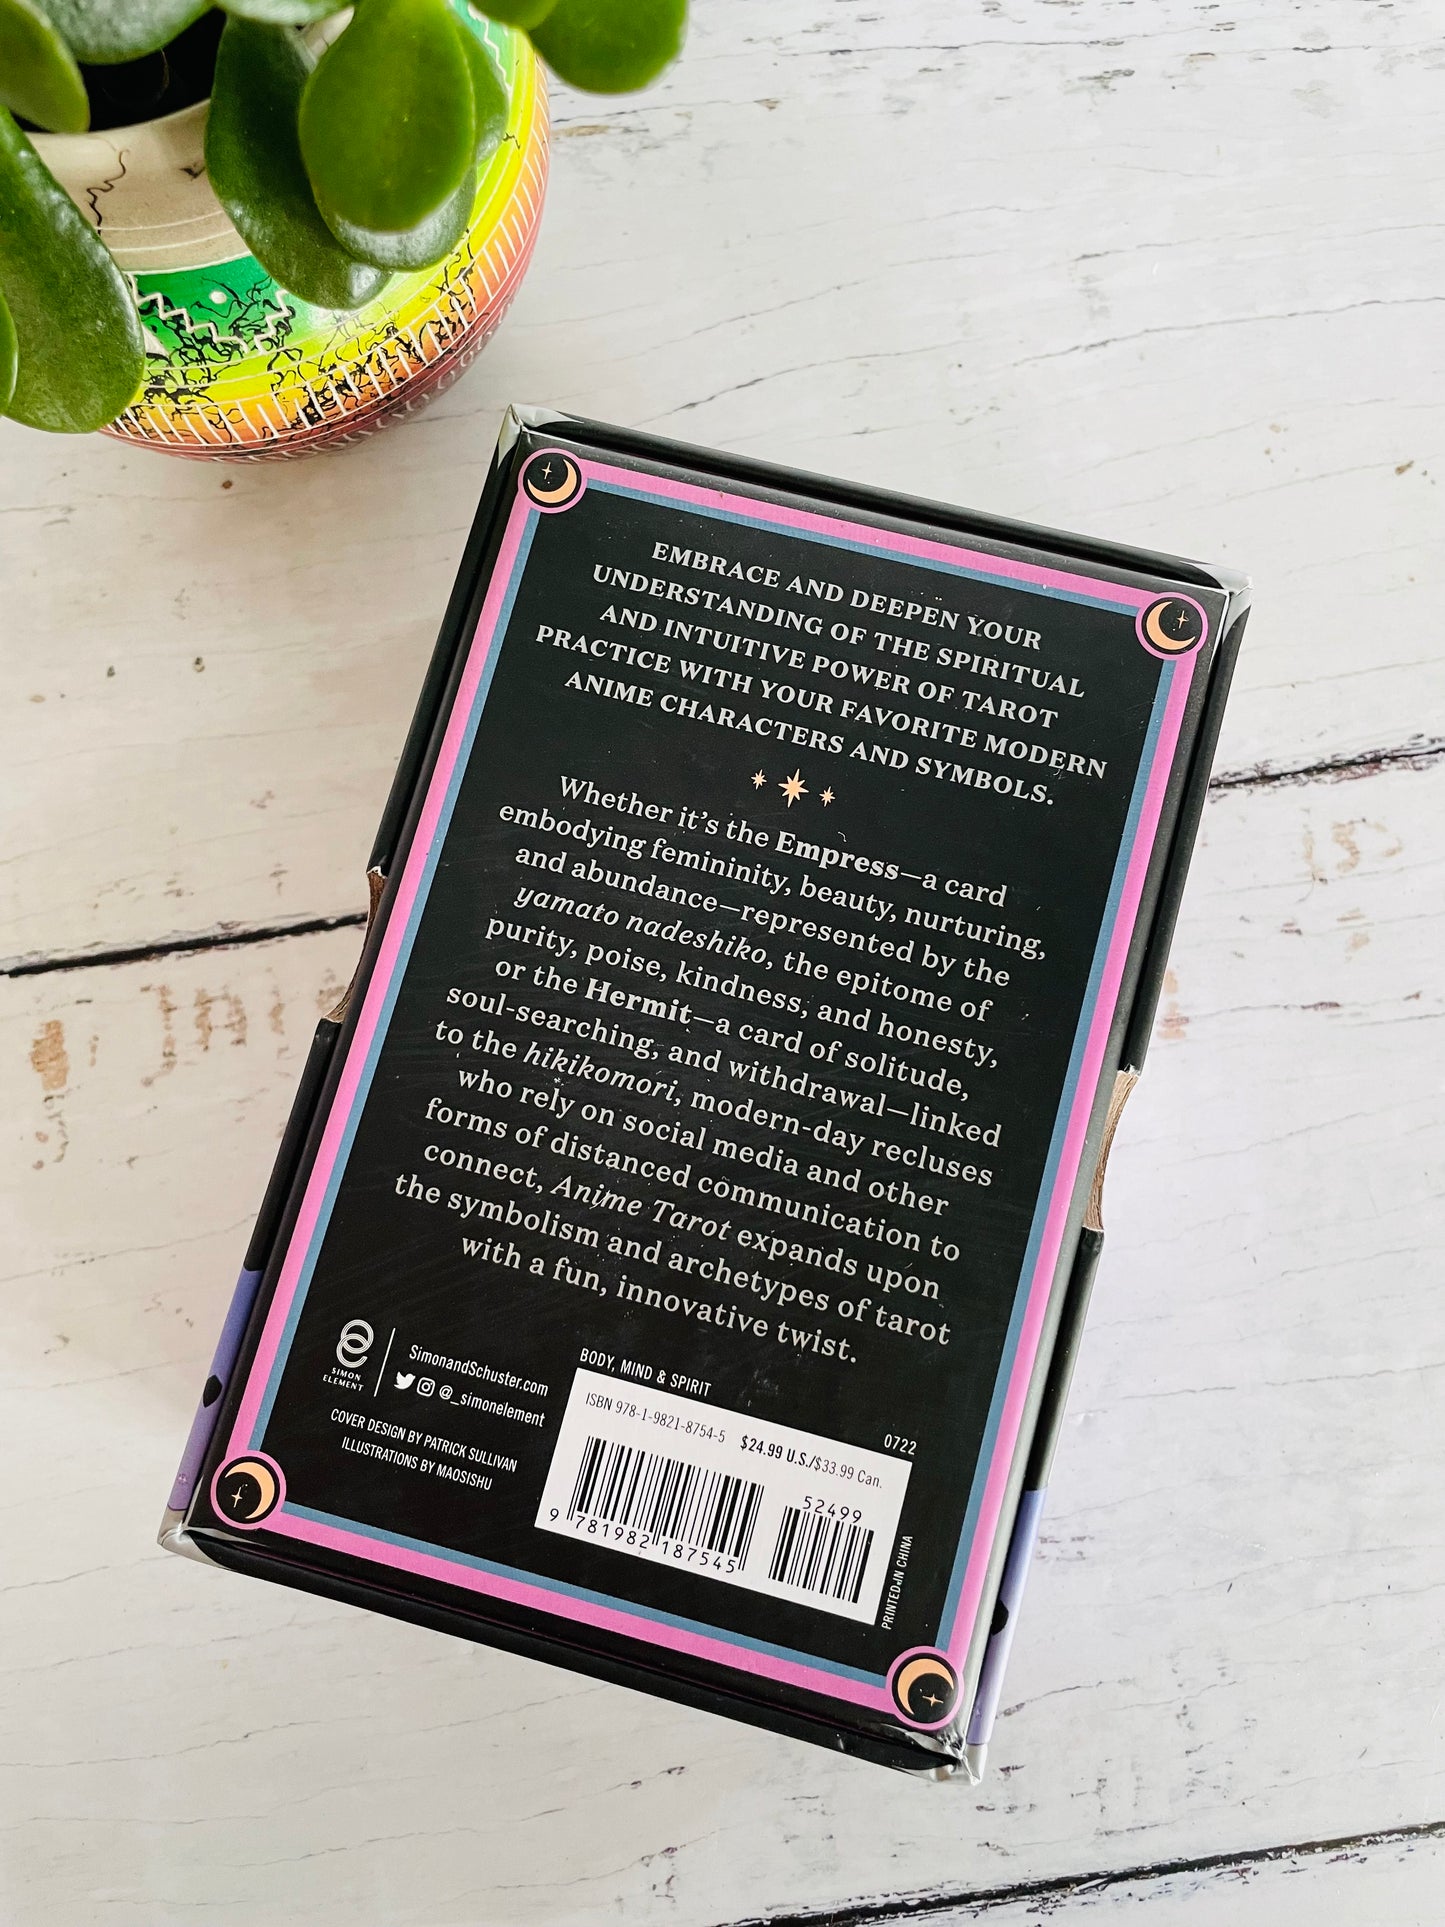 EMBRACE AND DEEPEN YOUR
UNDERSTANDING OF THE SPIRITUAL
AND INTUITIVE POWER OF TAROT
PRACTICE WITH YOUR FAVORITE MODERN
ANIME CHARACTERS AND SYMBOLS.
Whether it's the Empress—a card
embodying femininity, beauty, nurturing,
and abundance—represented by the
yamato nadeshiko, the epitome of
purity, poise, kindness, and honesty,
or the Hermit—a card of solitude,
soul-searching, and withdrawal—linked
to the hikikomori, modern-day recluses
who rely on social media and other
forms of distanced communication to
connect, Anime Tarot expands upon
the symbolism and archetypes of tarot
with a fun, innovative twist.
SIMON
ELEMENT
SimonandSchuster.com
@_simonelement
COVER DESIGN BY PATRICK SULLIVAN
ILLUSTRATIONS BY MAOSISHU
BODY, MIND & SPIRIT
0722
ISBN 978-1-9821-8754-5 $24.99 U.S./$33.99 Can.
52499
9 781982 187545
PRINTED IN CHINA